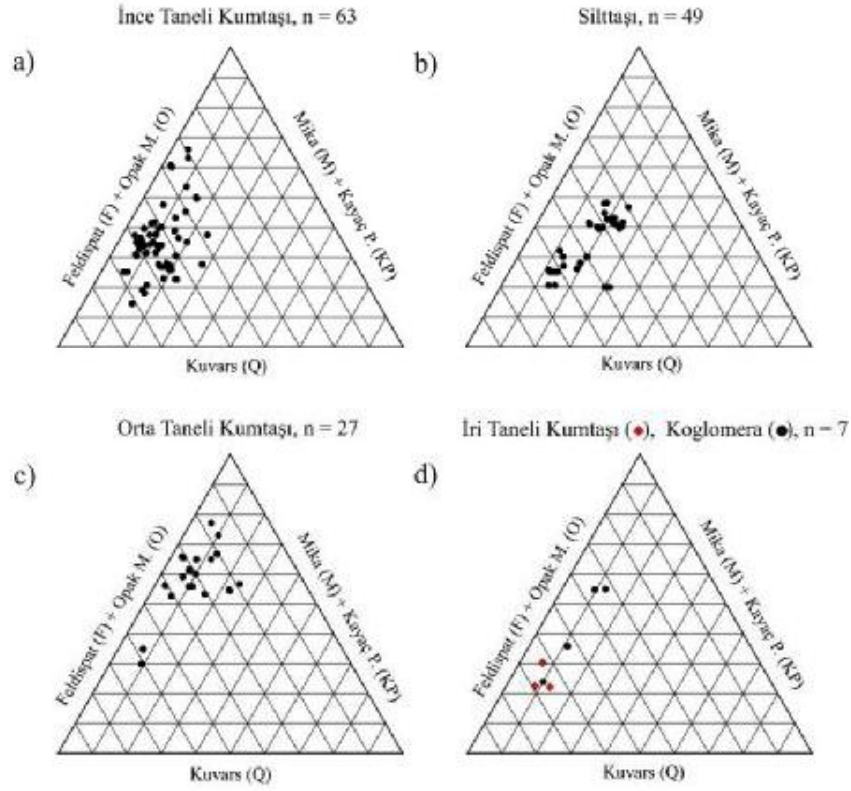 İnce Taneli Kumtaşı, n = 63
a)
Feldispat (F) + Opak M. (O)
Mika (M) + Kayaç P. (KP)
Kuvars (Q)
Silttaşı, n = 49
b)
Feldispat (F) + Opak M. (O)
Mika (M) + Kayaç P. (KP)
Kuvars (Q)
Orta Taneli Kumtaşı, n = 27
c)
Feldispat (F) + Opak M. (O)
Mika (M) + Kayaç P. (KP)
Kuvars (Q)
İri Taneli Kumtaşı (●), Koglomera (●), n = 7
d)
Feldispat (F) + Opak M. (O)
Mika (M) + Kayaç P. (KP)
Kuvars (Q)